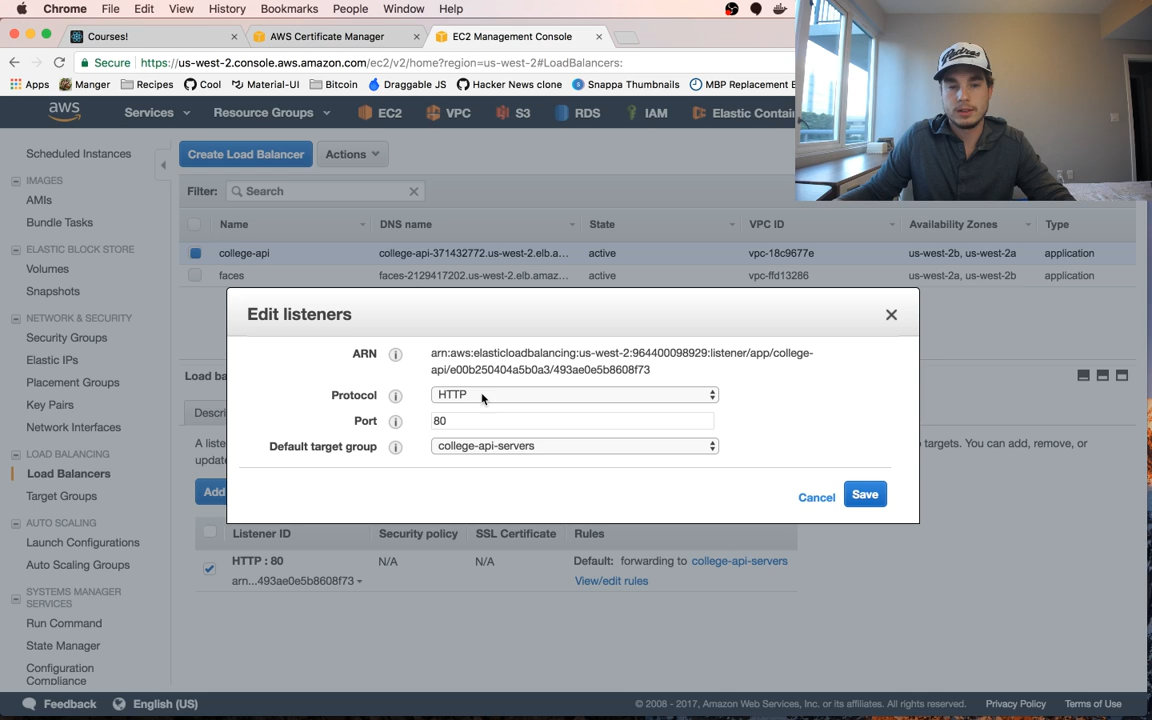 Chrome File Edit View History Bookmarks People Window Help
Courses! × AWS Certificate Manager × EC2 Management Console ×
Secure https://us-west-2.console.aws.amazon.com/ec2/v2/home?region=us-west-2#LoadBalancers:
Apps Manger Recipes Cool Material-UI Bitcoin Draggable JS Hacker News clone Snappa Thumbnails MBP Replacement B
aws Services Resource Groups EC2 VPC S3 RDS IAM Elastic Contai
Scheduled Instances
Create Load Balancer Actions
IMAGES
AMIs
Bundle Tasks
Filter: Search
ELASTIC BLOCK STORE
Volumes
Snapshots
Name DNS name State VPC ID Availability Zones Type
college-api college-api-371432772.us-west-2.elb.a... active vpc-18c9677e us-west-2b, us-west-2a application
faces faces-2129417202.us-west-2.elb.amaz... active vpc-ffd13286 us-west-2a, us-west-2b application
NETWORK & SECURITY
Security Groups
Elastic IPs
Placement Groups
Key Pairs
Network Interfaces
LOAD BALANCING
Load Balancers
Target Groups
AUTO SCALING
Launch Configurations
Auto Scaling Groups
SYSTEMS MANAGER
SERVICES
Run Command
State Manager
Configuration
Compliance
Edit listeners
ARN arn:aws:elasticloadbalancing:us-west-2:964400098929:listener/app/college-
api/e00b250404a5b0a3/493ae0e5b8608f73
Protocol HTTP
Port 80
Default target group college-api-servers
Cancel Save
Load ba
Descri
A liste targets. You can add, remove, or
update
Add
Listener ID Security policy SSL Certificate Rules
HTTP : 80 N/A N/A Default: forwarding to college-api-servers
arn...493ae0e5b8608f73 View/edit rules
Feedback English (US) © 2008 - 2017, Amazon Web Services, Inc. or its affiliates. All rights reserved. Privacy Policy Terms of Use